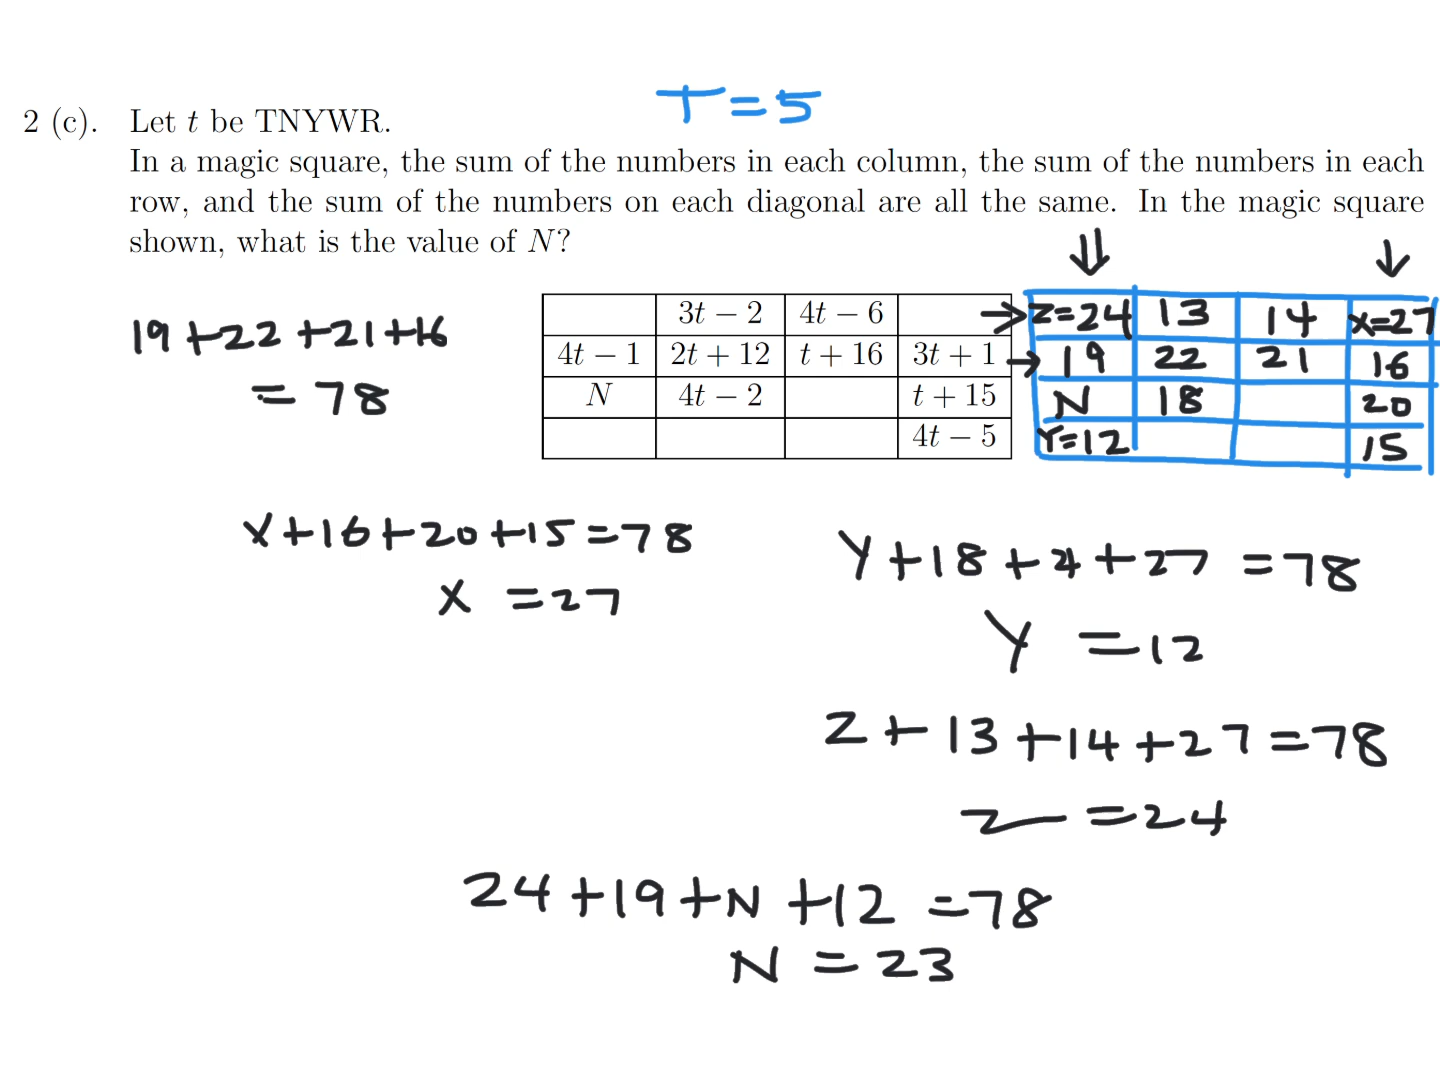 T=5
2 (c). Let t be TNYWR.
In a magic square, the sum of the numbers in each column, the sum of the numbers in each
row, and the sum of the numbers on each diagonal are all the same. In the magic square
shown, what is the value of N?
3t − 2 4t − 6
4t − 1 2t + 12 t + 16 3t + 1
N 4t − 2 t + 15
4t − 5
Z=24 13 14 X=27
19 22 21 16
N 18 20
Y=12 15
19+22+21+16
=78
X+16+20+15=78
X =27
Y+18+21+27=78
Y =12
Z+13+14+27=78
Z =24
24+19+N+12=78
N=23